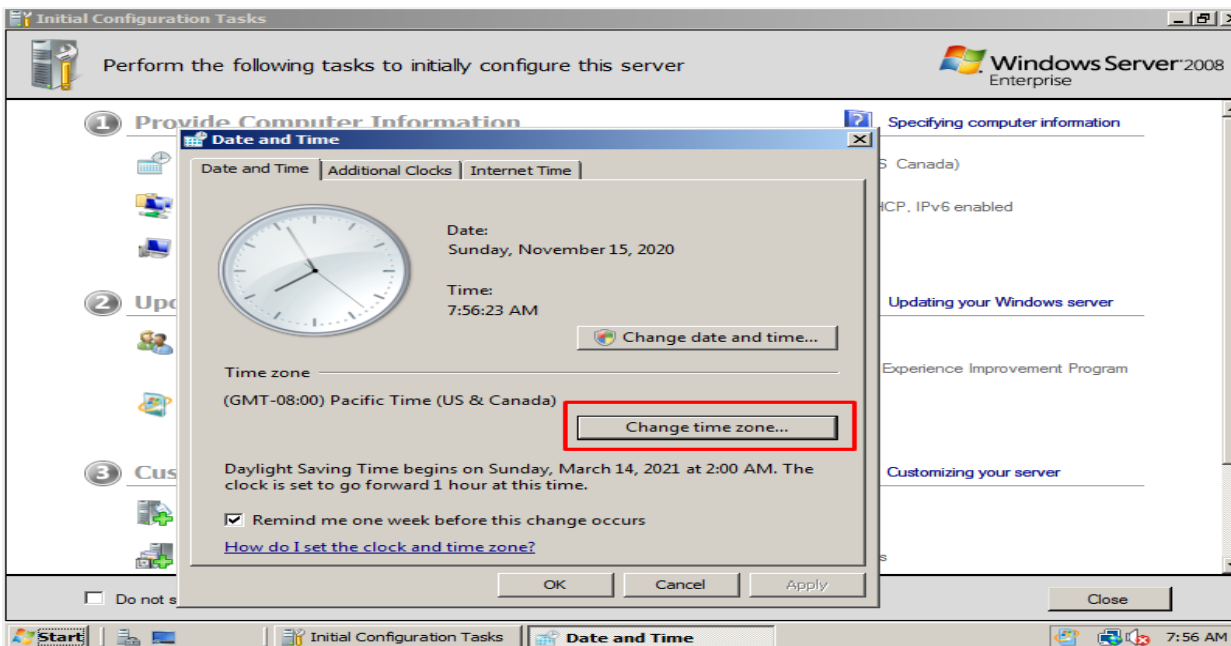 Initial Configuration Tasks
Perform the following tasks to initially configure this server
Windows Server 2008
Enterprise
1 Provide Computer Information
Specifying computer information
Date and Time
Date and Time Additional Clocks Internet Time
Canada)
Date:
Sunday, November 15, 2020
HCP, IPv6 enabled
Time:
7:56:23 AM
2
Updating your Windows server
Change date and time...
Time zone
Experience Improvement Program
(GMT-08:00) Pacific Time (US & Canada)
Change time zone...
3 Cus
Customizing your server
Daylight Saving Time begins on Sunday, March 14, 2021 at 2:00 AM. The
clock is set to go forward 1 hour at this time.
Remind me one week before this change occurs
How do I set the clock and time zone?
OK Cancel Apply
Do not s
Close
Start Initial Configuration Tasks Date and Time 7:56 AM